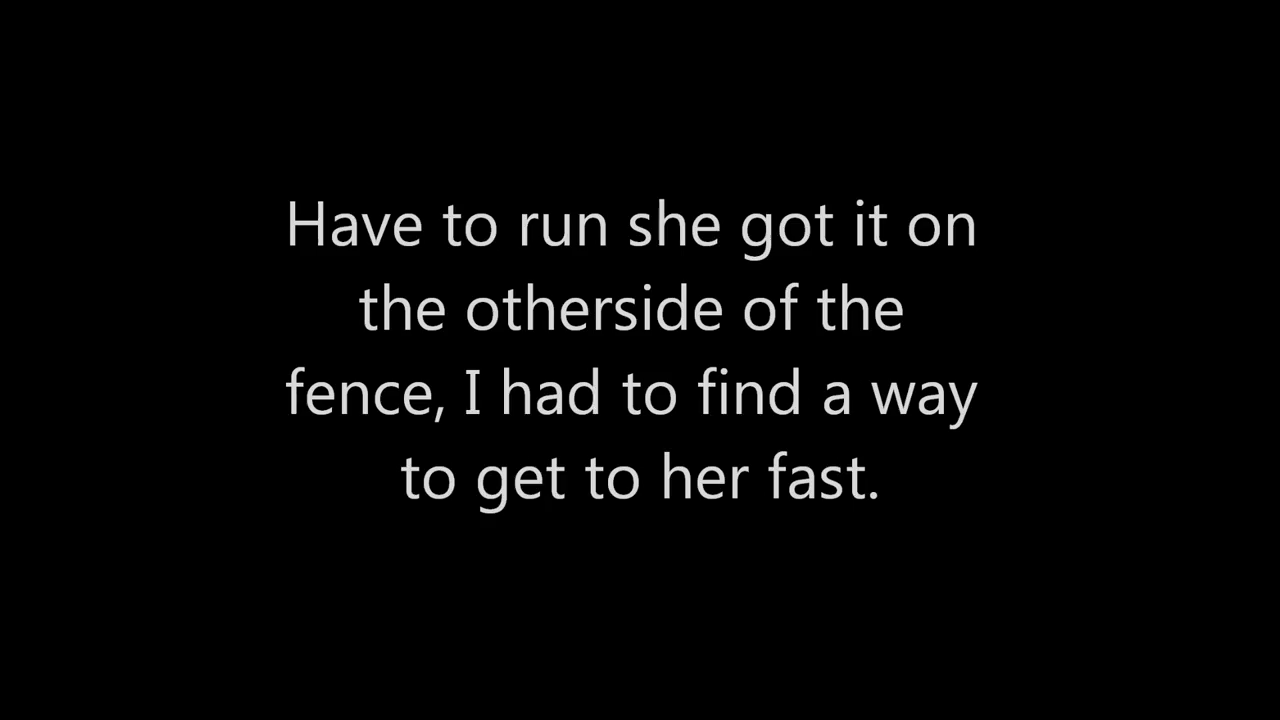 Have to run she got it on
the otherside of the
fence, I had to find a way
to get to her fast.